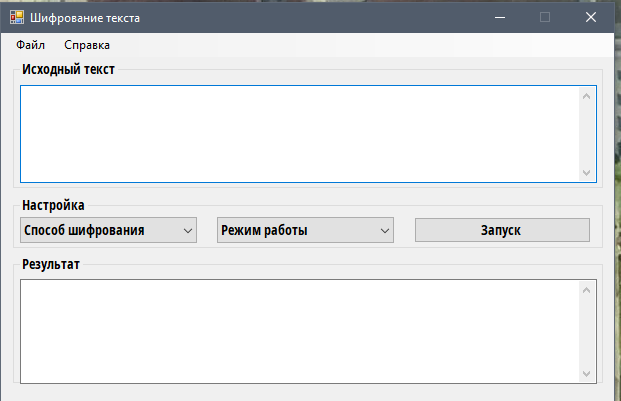 Шифрование текста
Файл Справка
Исходный текст
Настройка
Способ шифрования Режим работы Запуск
Результат